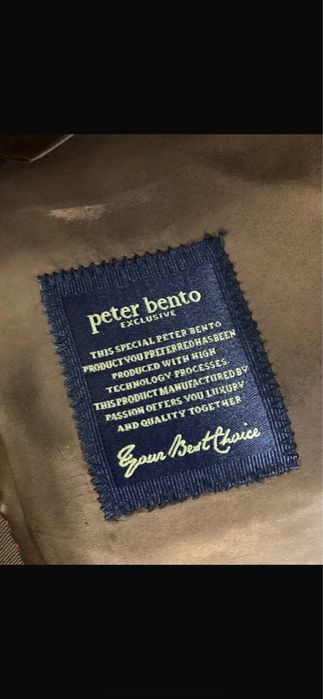 peter bento
EXCLUSIVE
THIS SPECIAL PETER BENTO
PRODUCT YOU PREFERRED HAS BEEN
PRODUCED WITH HIGH
TECHNOLOGY PROCESSES.
THIS PRODUCT MANUFACTURED BY
PASSION OFFERS YOU LUXURY
AND QUALITY TOGETHER
Your Best Choice